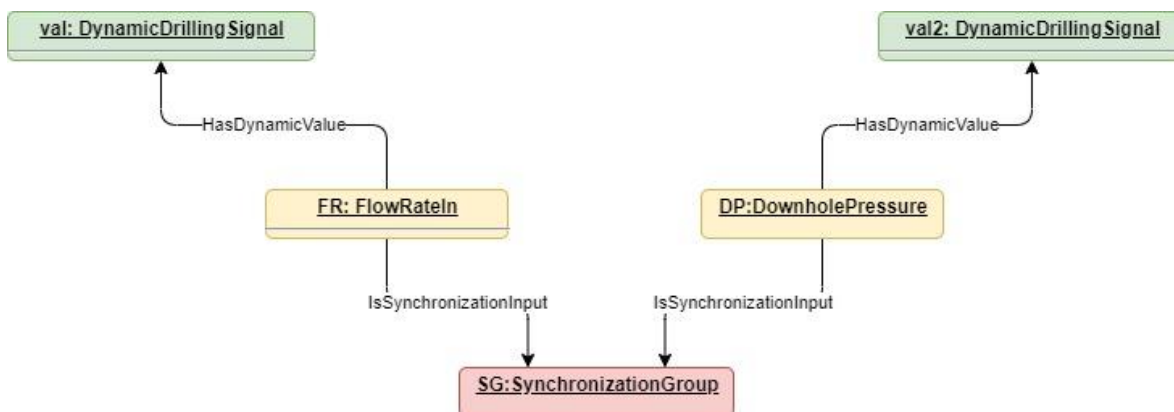 val: DynamicDrillingSignal
val2: DynamicDrillingSignal
HasDynamicValue
HasDynamicValue
FR: FlowRateIn
DP:DownholePressure
IsSynchronizationInput
IsSynchronizationInput
SG:SynchronizationGroup